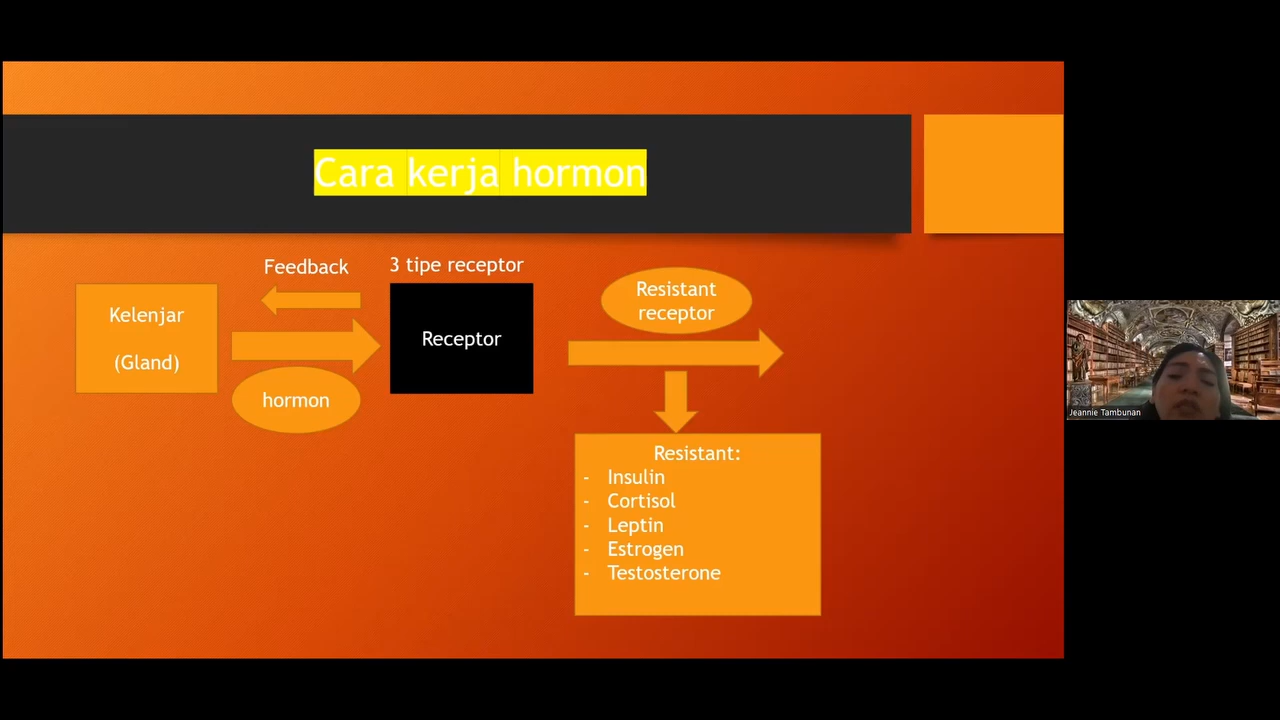 Cara kerja hormon
Feedback
3 tipe receptor
Kelenjar
(Gland)
hormon
Receptor
Resistant
receptor
Resistant:
- Insulin
- Cortisol
- Leptin
- Estrogen
- Testosterone
Jeannie Tambunan